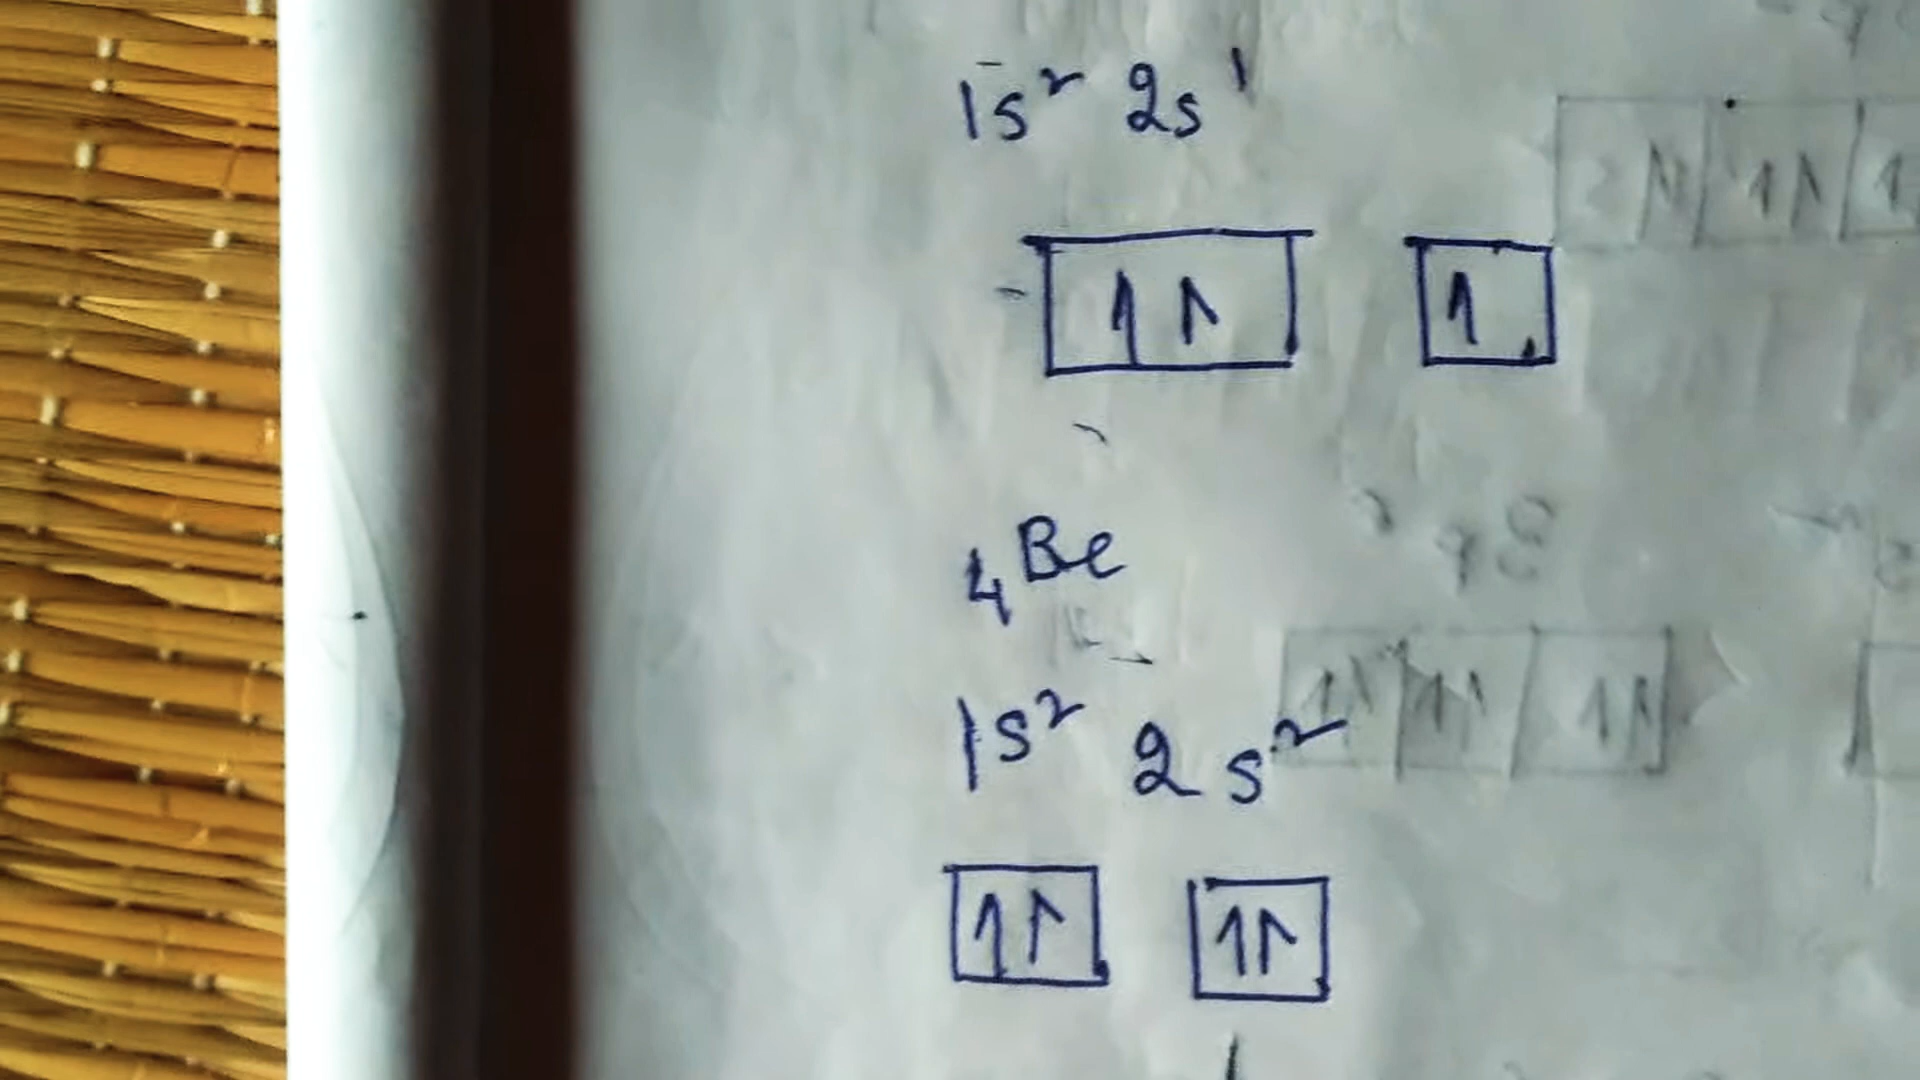 1s² 2s¹
↿↾ ↿
₄Be
1s² 2s²
↿↾ ↿↾